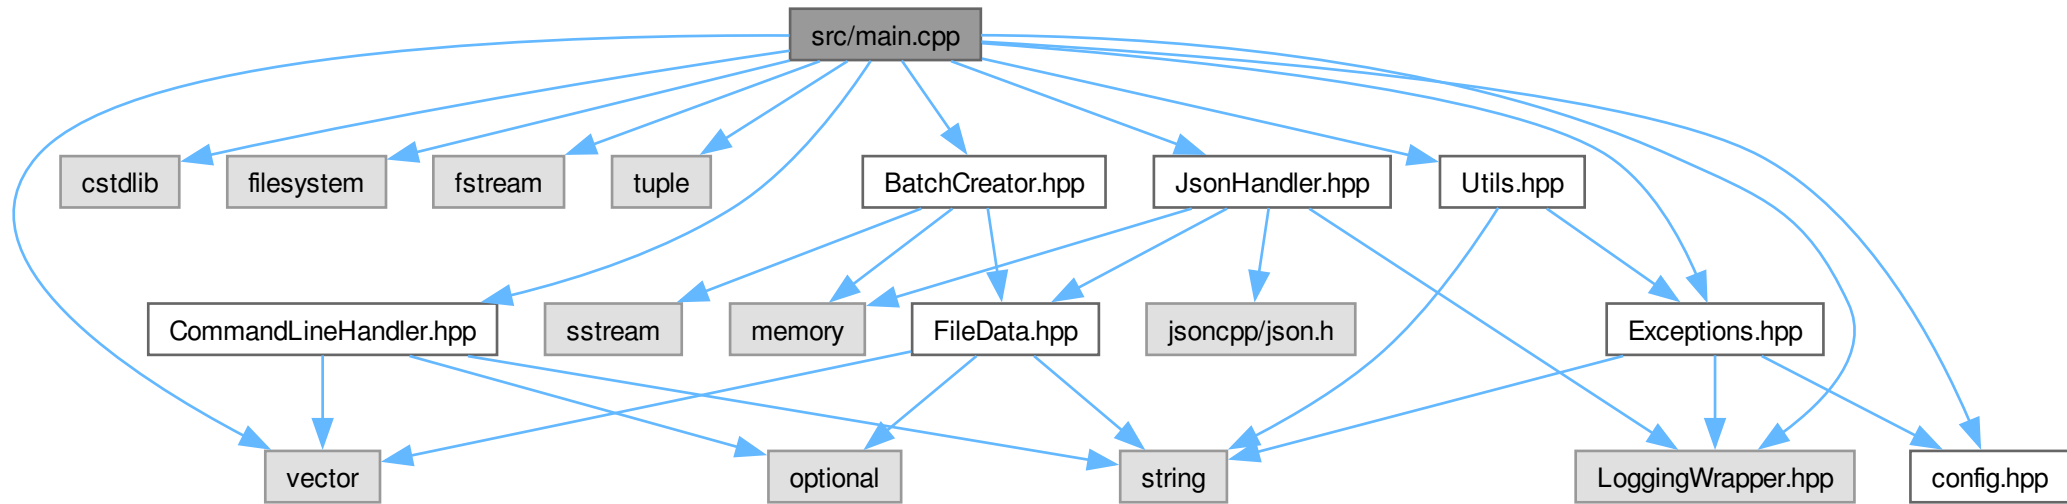 src/main.cpp
cstdlib
filesystem
fstream
tuple
BatchCreator.hpp
JsonHandler.hpp
Utils.hpp
CommandLineHandler.hpp
sstream
memory
FileData.hpp
jsoncpp/json.h
Exceptions.hpp
vector
optional
string
LoggingWrapper.hpp
config.hpp